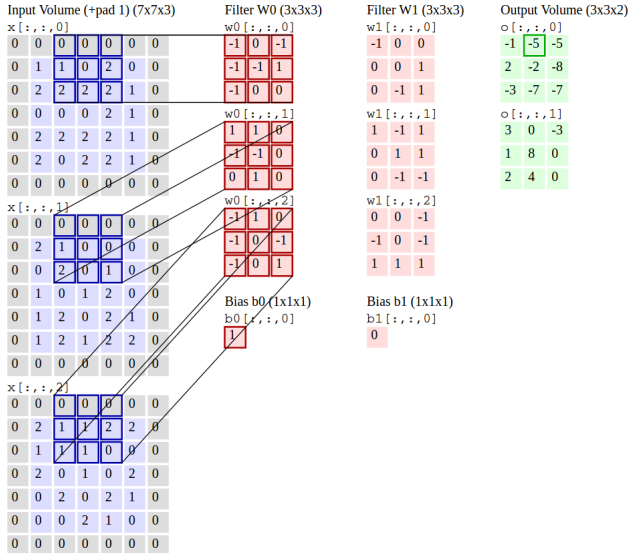 Input Volume (+pad 1) (7x7x3)
x[:,:,0]
0 0 0 0 0 0 0
0 1 1 0 2 0 0
0 2 2 2 2 1 0
0 0 0 0 2 1 0
0 2 2 2 2 1 0
0 2 0 2 2 1 0
0 0 0 0 0 0 0
x[:,:,1]
0 0 0 0 0 0 0
0 2 1 0 0 0 0
0 0 2 0 1 0 0
0 1 0 1 2 0 0
0 1 2 0 2 1 0
0 1 2 1 2 2 0
0 0 0 0 0 0 0
x[:,:,2]
0 0 0 0 0 0 0
0 2 1 1 2 2 0
0 1 1 1 0 0 0
0 2 0 1 0 2 0
0 0 2 0 2 1 0
0 0 0 2 1 0 0
0 0 0 0 0 0 0
Filter W0 (3x3x3)
w0[:,:,0]
-1 0 -1
-1 -1 1
-1 0 0
w0[:,:,1]
1 1 0
-1 -1 0
0 1 0
w0[:,:,2]
-1 1 0
-1 0 -1
-1 0 1
Bias b0 (1x1x1)
b0[:,:,0]
1
Filter W1 (3x3x3)
w1[:,:,0]
-1 0 0
0 0 1
0 -1 1
w1[:,:,1]
1 -1 1
0 1 1
0 -1 -1
w1[:,:,2]
0 0 -1
-1 0 -1
1 1 1
Bias b1 (1x1x1)
b1[:,:,0]
0
Output Volume (3x3x2)
o[:,:,0]
-1 -5 -5
2 -2 -8
-3 -7 -7
o[:,:,1]
3 0 -3
1 8 0
2 4 0